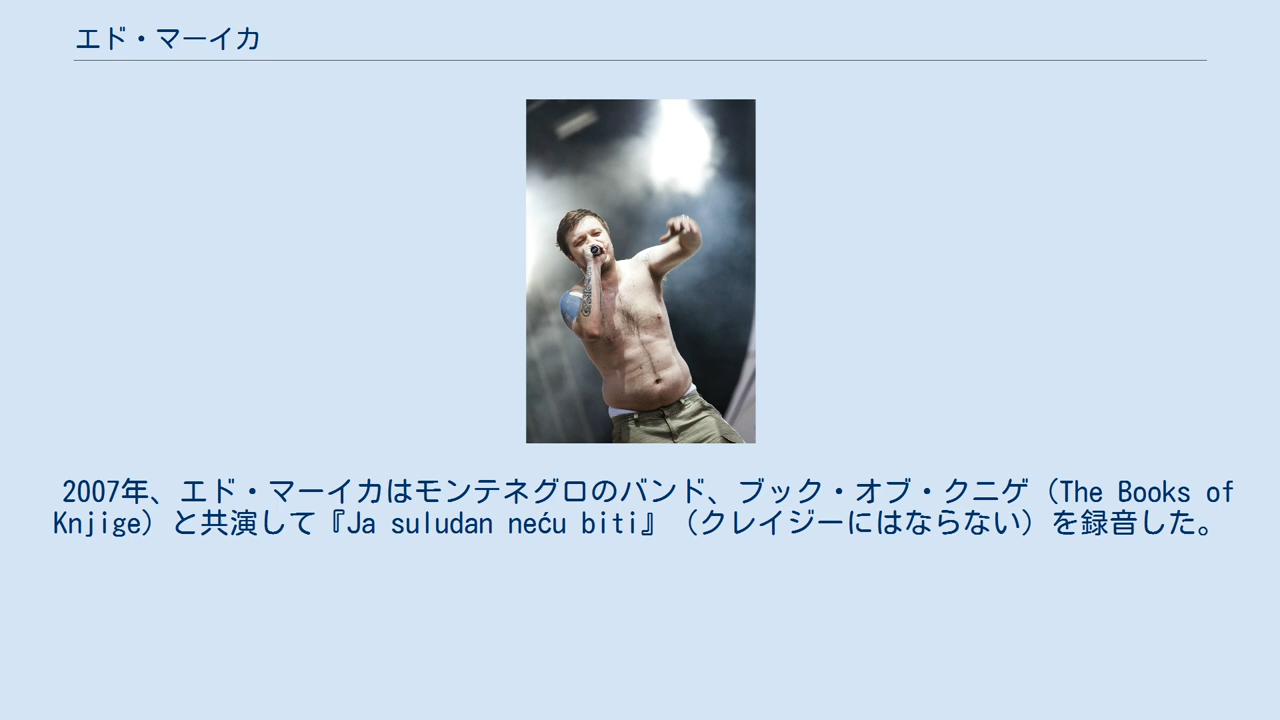 エド・マーイカ
2007年、エド・マーイカはモンテネグロのバンド、ブック・オブ・クニゲ（The Books of
Knjige）と共演して『Ja suludan neću biti』（クレイジーにはならない）を録音した。